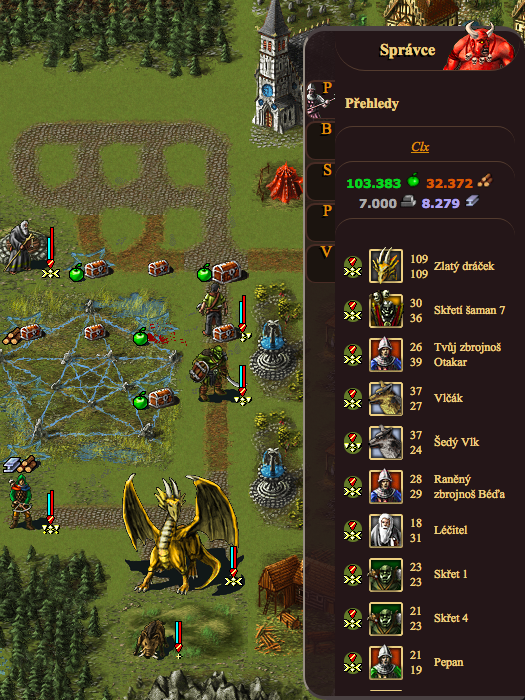 Správce
P
Přehledy
B
Clx
S
103.383 32.372
P
7.000 8.279
V
109
109
Zlatý dráček
30
36
Skřetí šaman 7
26
39
Tvůj zbrojnoš
Otakar
37
27
Vlčák
37
24
Šedý Vlk
28
29
Raněný
zbrojnoš Béďa
18
31
Léčitel
23
23
Skřet 1
21
23
Skřet 4
21
19
Pepan